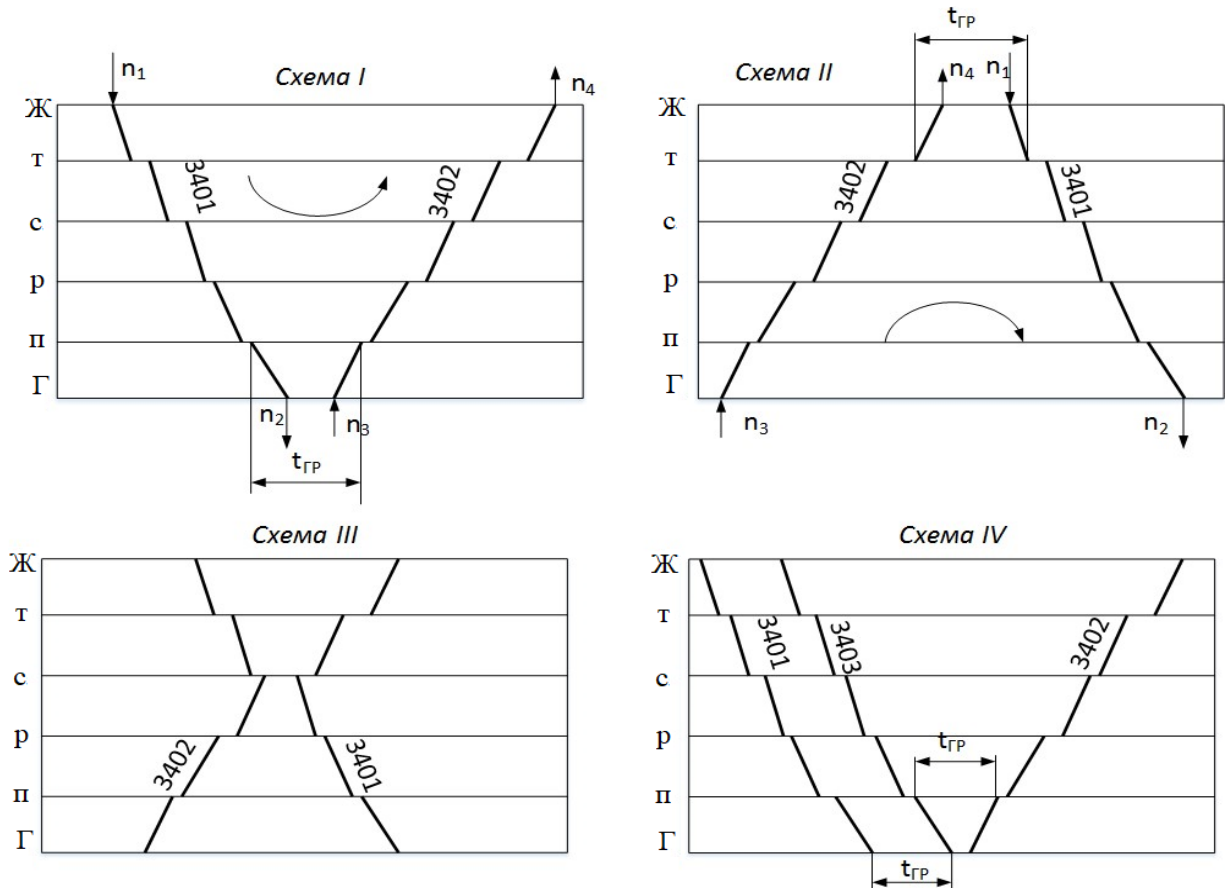 Схема I
n₁
n₄
Ж
т
с
р
п
Г
3401
3402
n₂
n₃
tГР
Схема II
tГР
n₄
n₁
Ж
т
с
р
п
Г
3402
3401
n₃
n₂
Схема III
Ж
т
с
р
п
Г
3402
3401
Схема IV
Ж
т
с
р
п
Г
3401
3403
3402
tГР
tГР